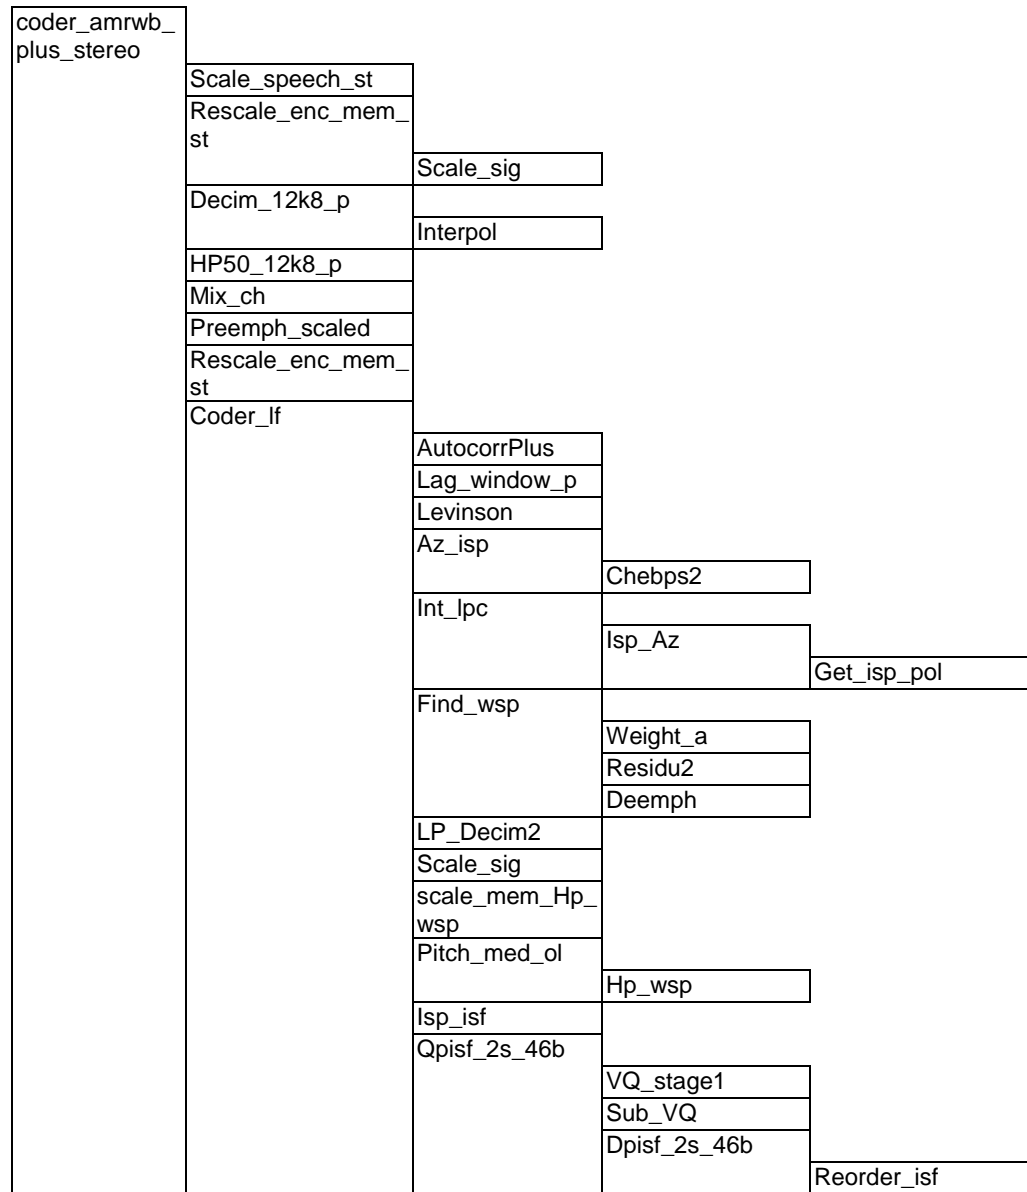 coder_amrwb_
plus_stereo
Scale_speech_st
Rescale_enc_mem_
st
Scale_sig
Decim_12k8_p
Interpol
HP50_12k8_p
Mix_ch
Preemph_scaled
Rescale_enc_mem_
st
Coder_lf
AutocorrPlus
Lag_window_p
Levinson
Az_isp
Chebps2
Int_lpc
Isp_Az
Get_isp_pol
Find_wsp
Weight_a
Residu2
Deemph
LP_Decim2
Scale_sig
scale_mem_Hp_
wsp
Pitch_med_ol
Hp_wsp
Isp_isf
Qpisf_2s_46b
VQ_stage1
Sub_VQ
Dpisf_2s_46b
Reorder_isf